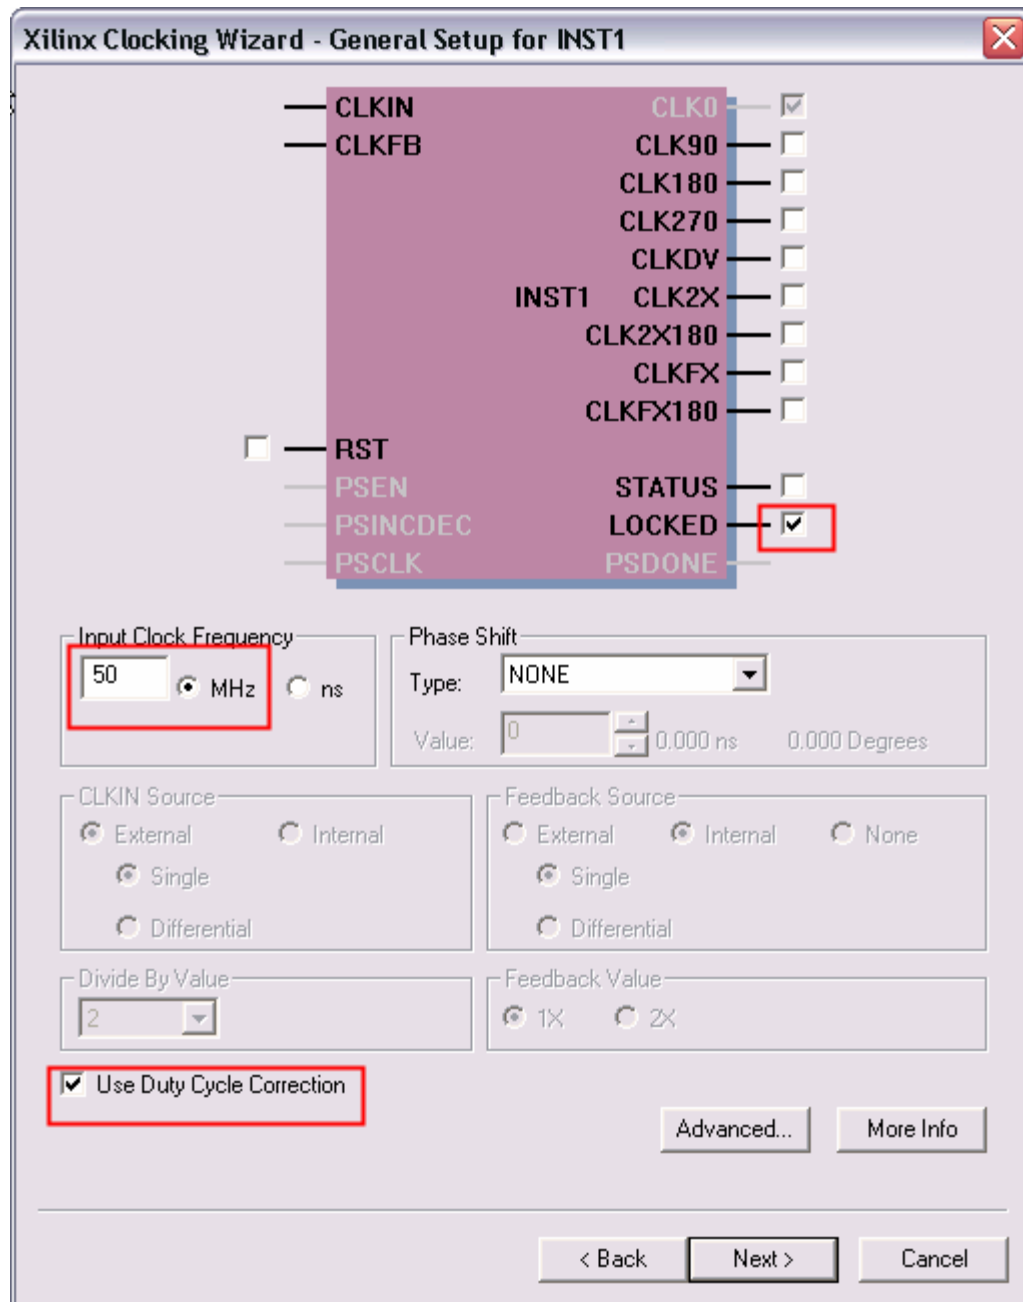 Xilinx Clocking Wizard - General Setup for INST1
CLKIN CLK0
CLKFB CLK90
CLK180
CLK270
CLKDV
INST1 CLK2X
CLK2X180
CLKFX
CLKFX180
RST
PSEN STATUS
PSINCDEC LOCKED
PSCLK PSDONE
Input Clock Frequency
50 MHz ns
Phase Shift
Type: NONE
Value: 0 0.000 ns 0.000 Degrees
CLKIN Source
External Internal
Single
Differential
Feedback Source
External Internal None
Single
Differential
Divide By Value
2
Feedback Value
1X 2X
Use Duty Cycle Correction
Advanced... More Info
< Back Next > Cancel